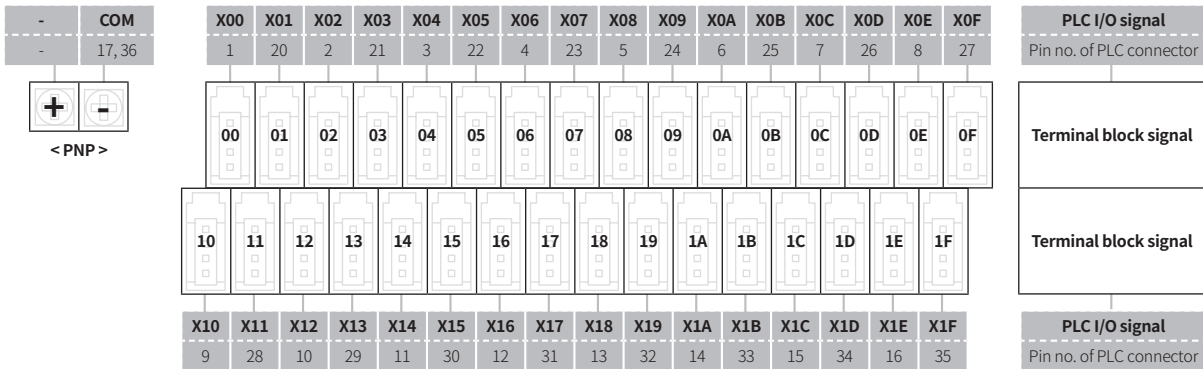 - COM X00 X01 X02 X03 X04 X05 X06 X07 X08 X09 X0A X0B X0C X0D X0E X0F PLC I/O signal
- 17, 36 1 20 2 21 3 22 4 23 5 24 6 25 7 26 8 27 Pin no. of PLC connector
+ -
00 01 02 03 04 05 06 07 08 09 0A 0B 0C 0D 0E 0F Terminal block signal
< PNP >
10 11 12 13 14 15 16 17 18 19 1A 1B 1C 1D 1E 1F Terminal block signal
X10 X11 X12 X13 X14 X15 X16 X17 X18 X19 X1A X1B X1C X1D X1E X1F PLC I/O signal
9 28 10 29 11 30 12 31 13 32 14 33 15 34 16 35 Pin no. of PLC connector